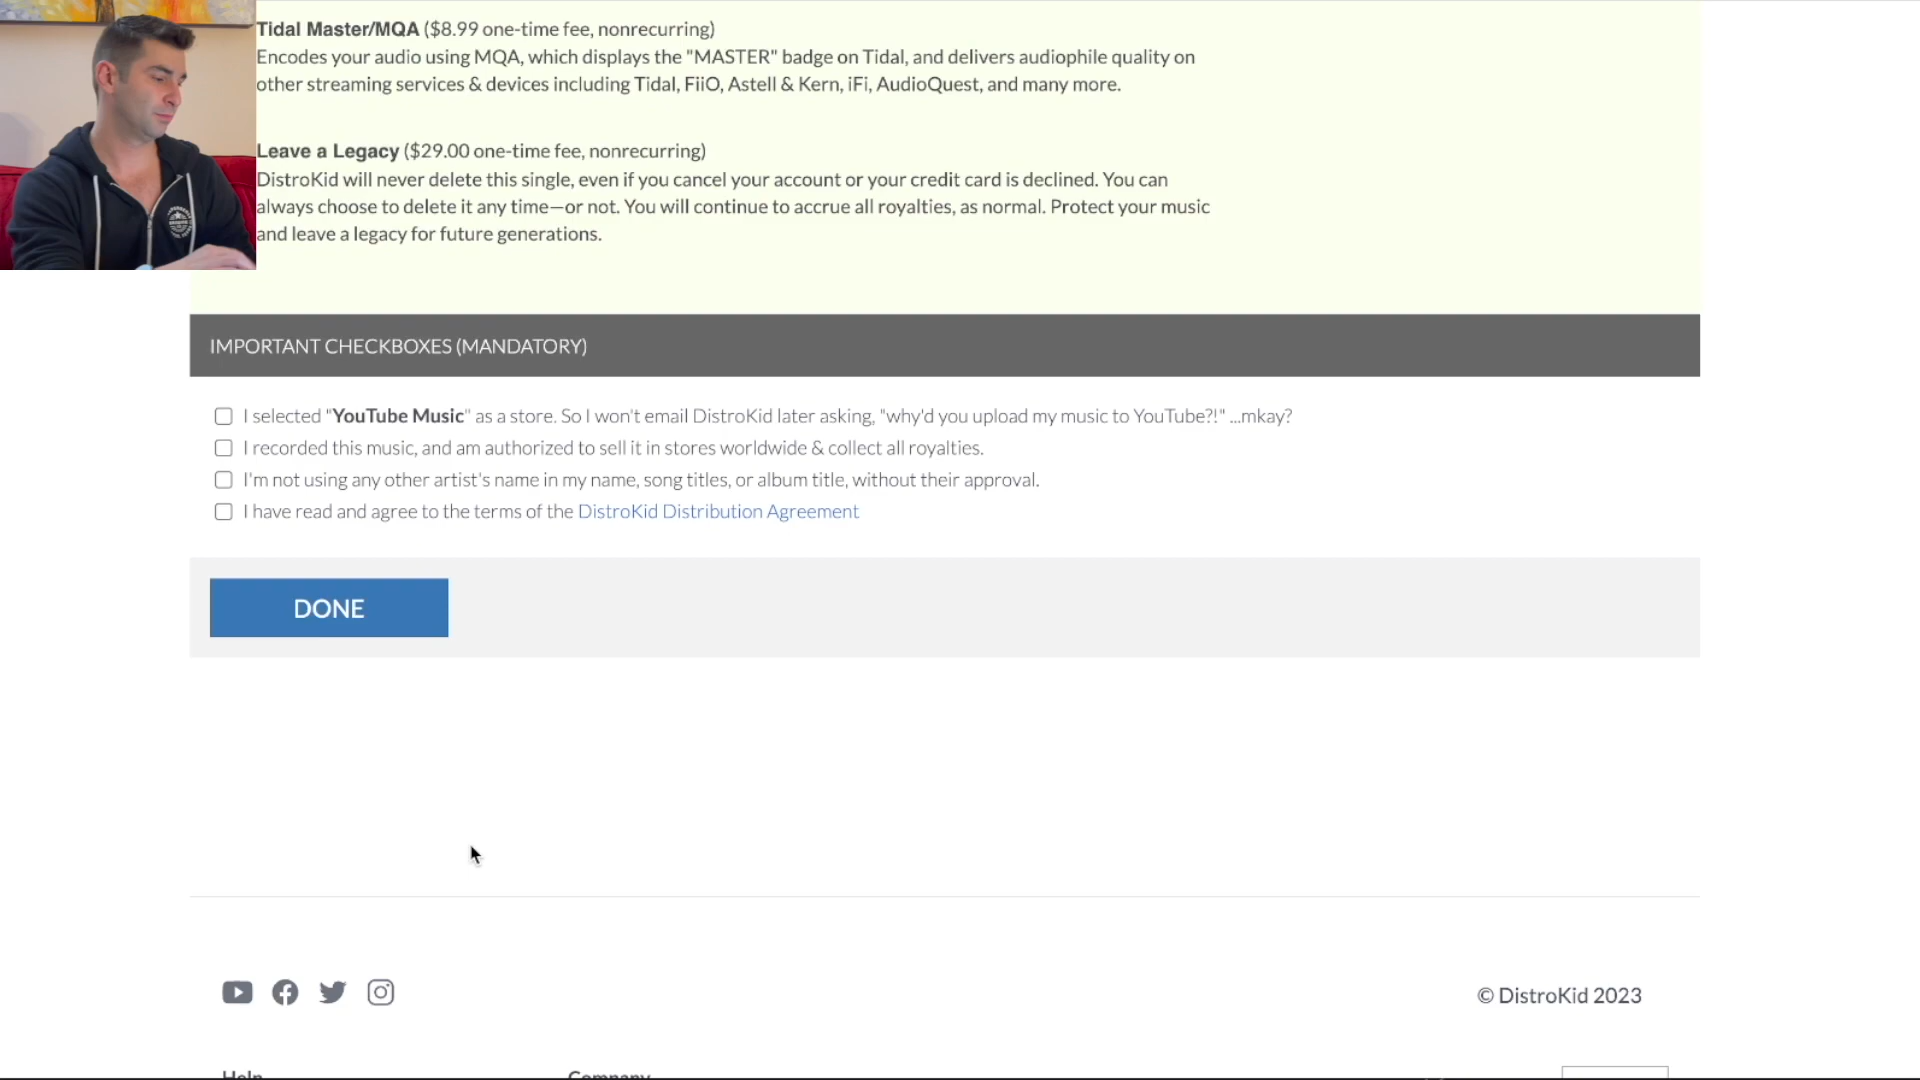 Tidal Master/MQA ($8.99 one-time fee, nonrecurring)
Encodes your audio using MQA, which displays the "MASTER" badge on Tidal, and delivers audiophile quality on
other streaming services & devices including Tidal, FiiO, Astell & Kern, iFi, AudioQuest, and many more.
Leave a Legacy ($29.00 one-time fee, nonrecurring)
DistroKid will never delete this single, even if you cancel your account or your credit card is declined. You can
always choose to delete it any time—or not. You will continue to accrue all royalties, as normal. Protect your music
and leave a legacy for future generations.
IMPORTANT CHECKBOXES (MANDATORY)
I selected "YouTube Music" as a store. So I won't email DistroKid later asking, "why'd you upload my music to YouTube?!" ...mkay?
I recorded this music, and am authorized to sell it in stores worldwide & collect all royalties.
I'm not using any other artist's name in my name, song titles, or album title, without their approval.
I have read and agree to the terms of the DistroKid Distribution Agreement
DONE
© DistroKid 2023
Help
Company